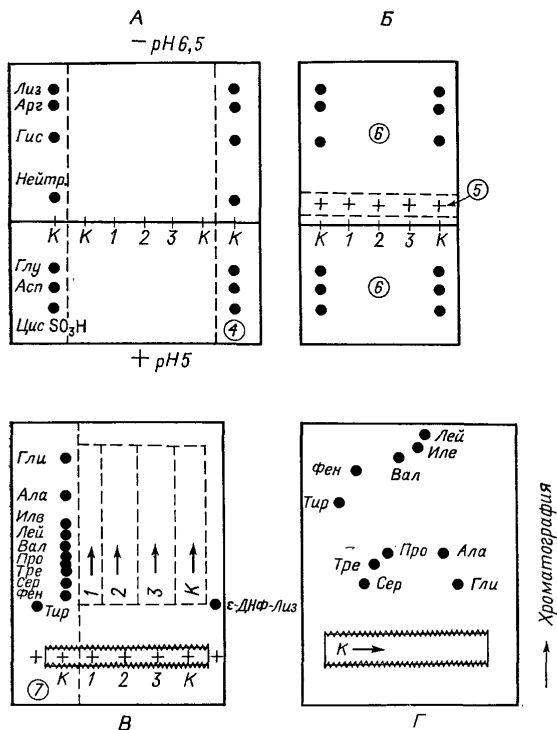 А
Б
− pH 6,5
Лиз
Арг
Гис
Нейтр.
К К 1 2 3 К К
Глу
Асп
Цис SO₃H
4
+ pH 5
6
5
+ + + + +
К 1 2 3 К
6
Гли
Ала
Иле
Лей
Вал
Про
Тре
Сер
Фен
Тир
1 2 3 К
ε-ДНФ-Лиз
+ + + + + + +
К 1 2 3 К
7
В
Лей
Иле
Вал
Фен
Тир
Про
Ала
Тре
Сер
Гли
К
Г
Хроматография